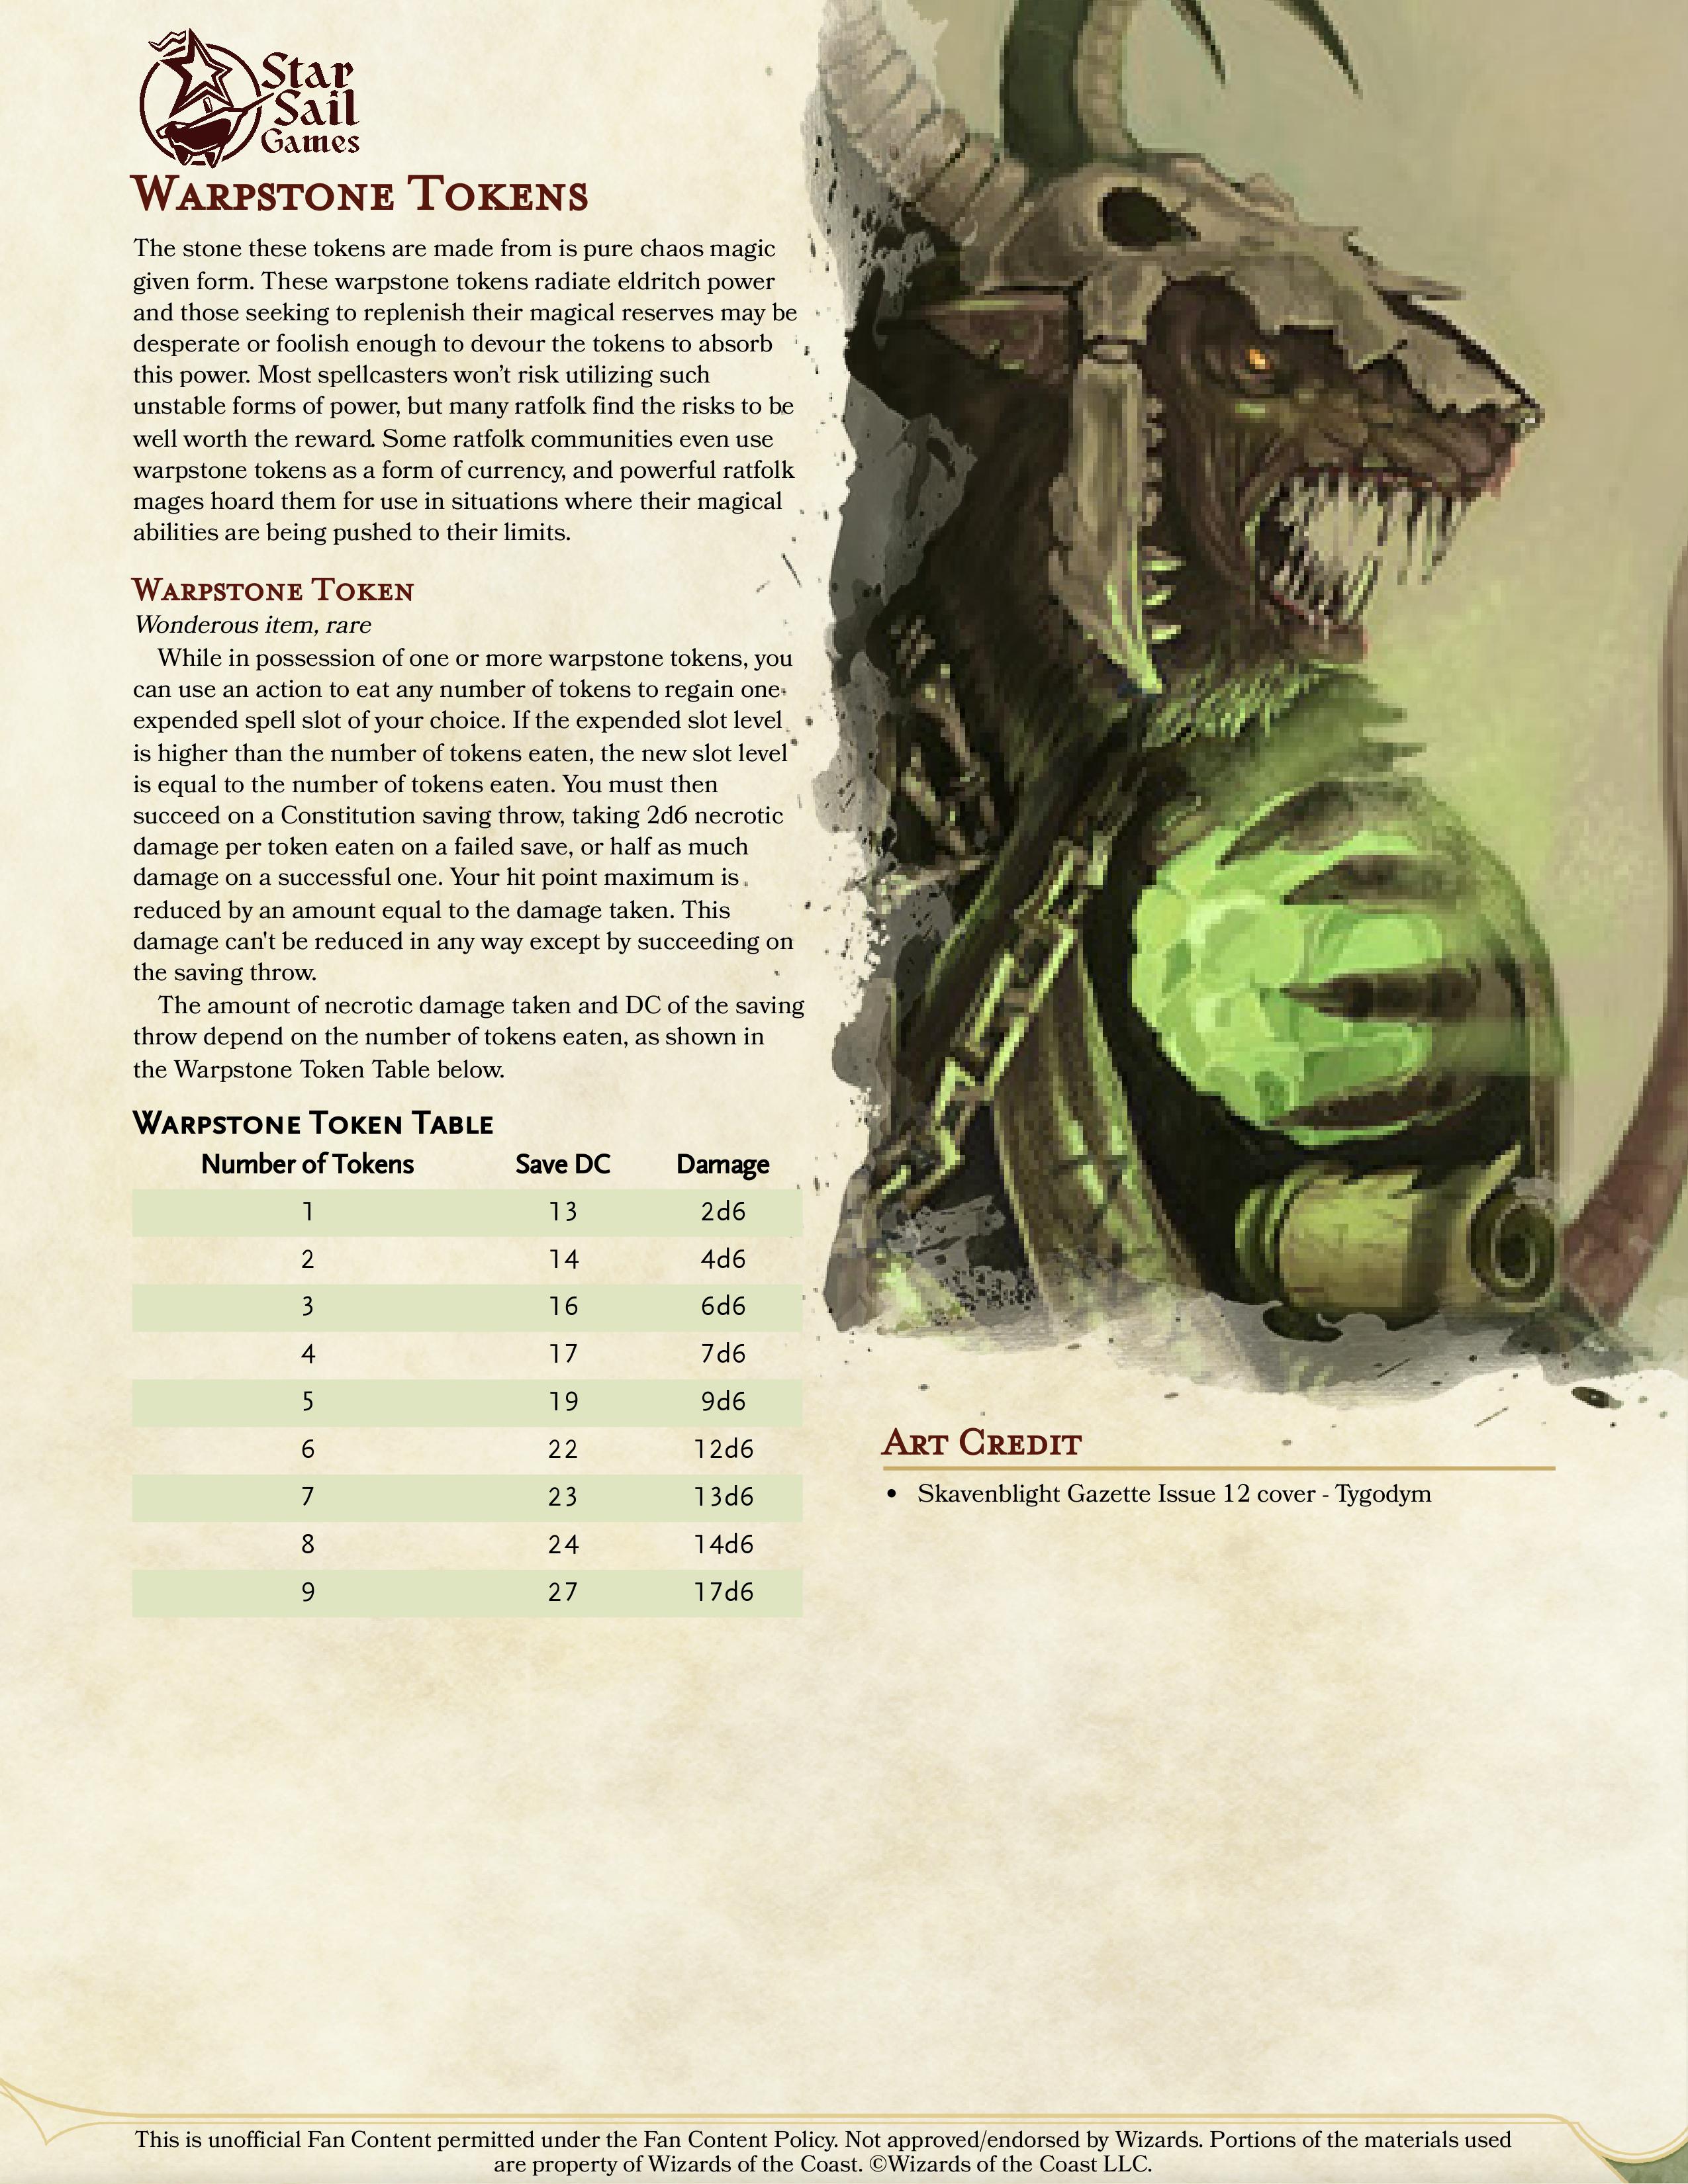 Star
Sail
Games
Warpstone Tokens
The stone these tokens are made from is pure chaos magic
given form. These warpstone tokens radiate eldritch power
and those seeking to replenish their magical reserves may be
desperate or foolish enough to devour the tokens to absorb
this power. Most spellcasters won't risk utilizing such
unstable forms of power, but many ratfolk find the risks to be
well worth the reward. Some ratfolk communities even use
warpstone tokens as a form of currency, and powerful ratfolk
mages hoard them for use in situations where their magical
abilities are being pushed to their limits.
Warpstone Token
Wonderous item, rare
While in possession of one or more warpstone tokens, you
can use an action to eat any number of tokens to regain one
expended spell slot of your choice. If the expended slot level
is higher than the number of tokens eaten, the new slot level
is equal to the number of tokens eaten. You must then
succeed on a Constitution saving throw, taking 2d6 necrotic
damage per token eaten on a failed save, or half as much
damage on a successful one. Your hit point maximum is
reduced by an amount equal to the damage taken. This
damage can't be reduced in any way except by succeeding on
the saving throw.
The amount of necrotic damage taken and DC of the saving
throw depend on the number of tokens eaten, as shown in
the Warpstone Token Table below.
Warpstone Token Table
Number of Tokens Save DC Damage
1 13 2d6
2 14 4d6
3 16 6d6
4 17 7d6
5 19 9d6
6 22 12d6
7 23 13d6
8 24 14d6
9 27 17d6
Art Credit
• Skavenblight Gazette Issue 12 cover - Tygodym
This is unofficial Fan Content permitted under the Fan Content Policy. Not approved/endorsed by Wizards. Portions of the materials used
are property of Wizards of the Coast. ©Wizards of the Coast LLC.